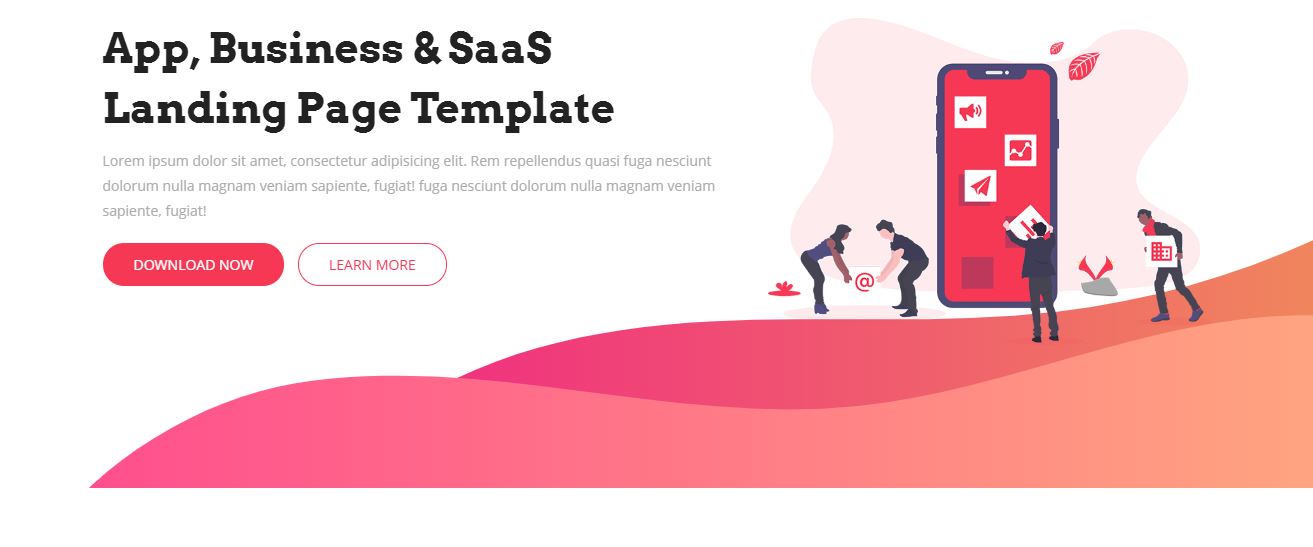 App, Business & SaaS
Landing Page Template
Lorem ipsum dolor sit amet, consectetur adipisicing elit. Rem repellendus quasi fuga nesciunt
dolorum nulla magnam veniam sapiente, fugiat! fuga nesciunt dolorum nulla magnam veniam
sapiente, fugiat!
DOWNLOAD NOW
LEARN MORE
@